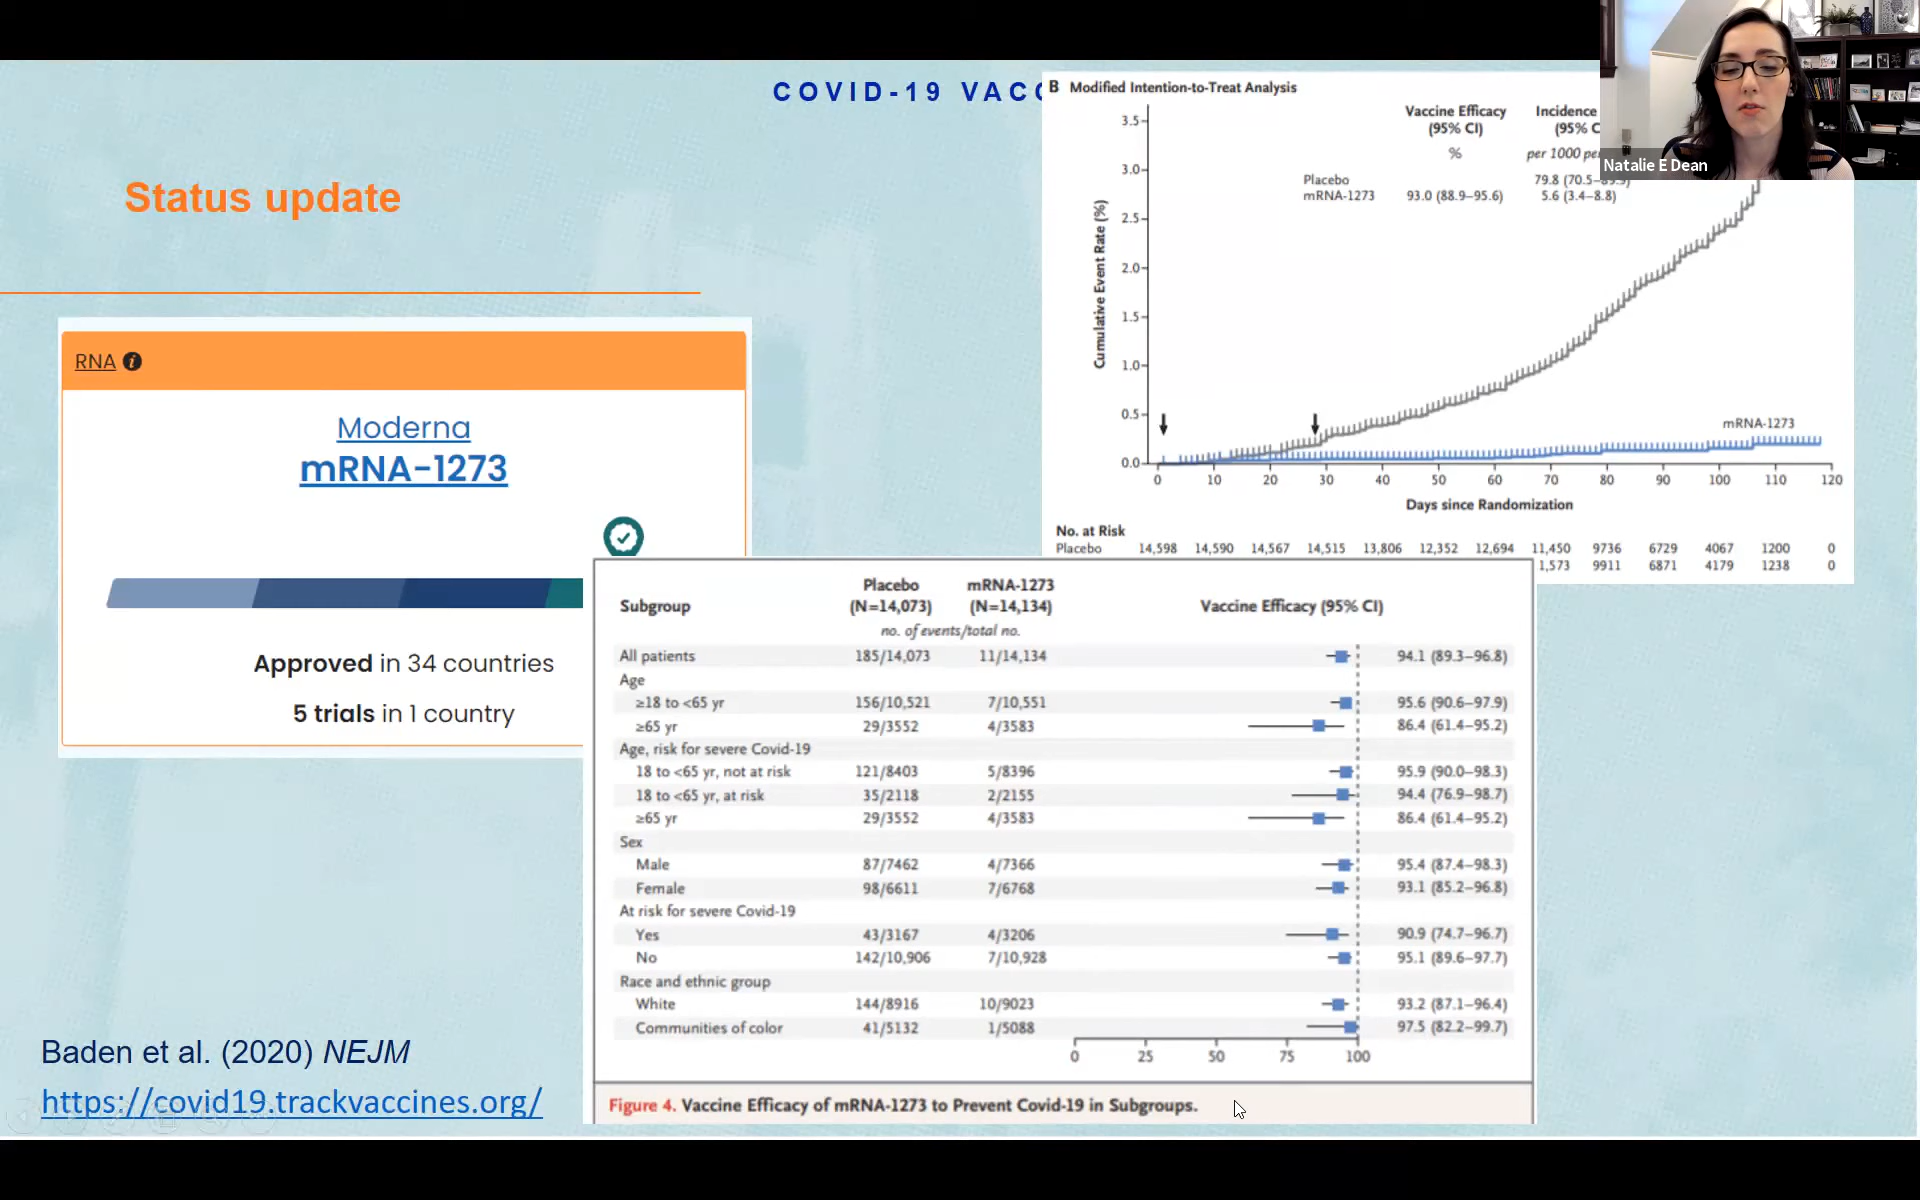 COVID-19 VACC
Natalie E Dean
Status update
RNA
Moderna
mRNA-1273
Approved in 34 countries
5 trials in 1 country
Baden et al. (2020) NEJM
https://covid19.trackvaccines.org/
B Modified Intention-to-Treat Analysis
Vaccine Efficacy Incidence
(95% CI) (95% C
% per 1000 pe
Placebo 79.8 (70.5–
mRNA-1273 93.0 (88.9–95.6) 5.6 (3.4–8.8)
Cumulative Event Rate (%)
3.5
3.0
2.5
2.0
1.5
1.0
0.5
0.0
mRNA-1273
0 10 20 30 40 50 60 70 80 90 100 110 120
Days since Randomization
No. at Risk
Placebo 14,598 14,590 14,567 14,515 13,806 12,352 12,694 11,450 9736 6729 4067 1200 0
1,573 9911 6871 4179 1238 0
Subgroup Placebo (N=14,073) mRNA-1273 (N=14,134) Vaccine Efficacy (95% CI)
no. of events/total no.
All patients 185/14,073 11/14,134 94.1 (89.3–96.8)
Age
≥18 to <65 yr 156/10,521 7/10,551 95.6 (90.6–97.9)
≥65 yr 29/3552 4/3583 86.4 (61.4–95.2)
Age, risk for severe Covid-19
18 to <65 yr, not at risk 121/8403 5/8396 95.9 (90.0–98.3)
18 to <65 yr, at risk 35/2118 2/2155 94.4 (76.9–98.7)
≥65 yr 29/3552 4/3583 86.4 (61.4–95.2)
Sex
Male 87/7462 4/7366 95.4 (87.4–98.3)
Female 98/6611 7/6768 93.1 (85.2–96.8)
At risk for severe Covid-19
Yes 43/3167 4/3206 90.9 (74.7–96.7)
No 142/10,906 7/10,928 95.1 (89.6–97.7)
Race and ethnic group
White 144/8916 10/9023 93.2 (87.1–96.4)
Communities of color 41/5132 1/5088 97.5 (82.2–99.7)
0 25 50 75 100
Figure 4. Vaccine Efficacy of mRNA-1273 to Prevent Covid-19 in Subgroups.